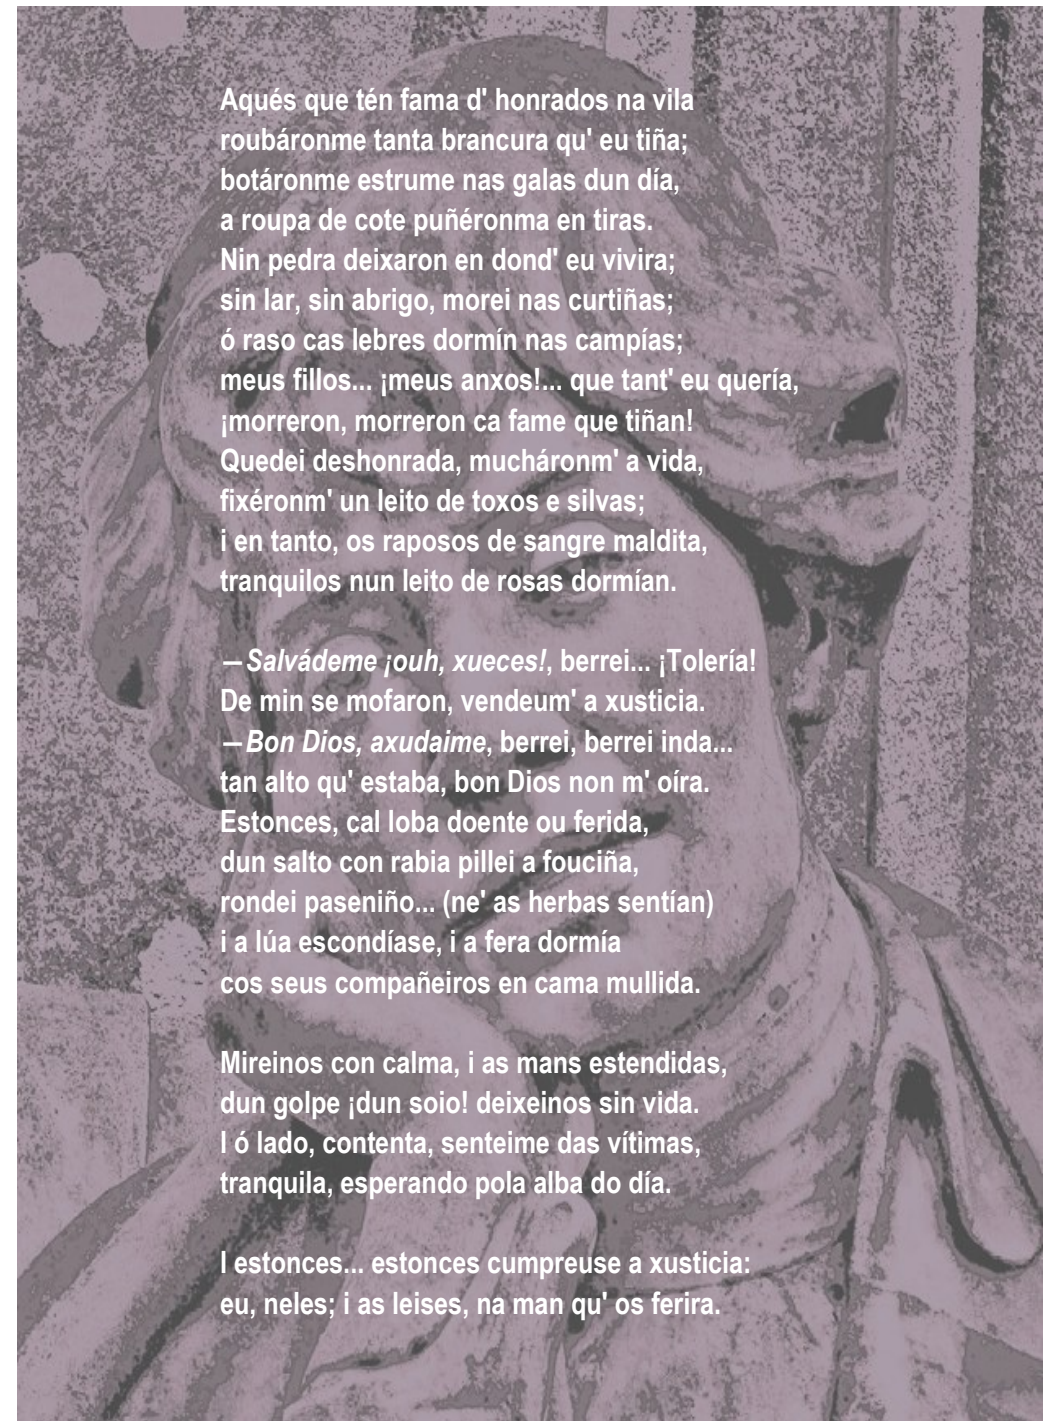 Aqués que tén fama d' honrados na vila
roubáronme tanta brancura qu' eu tiña;
botáronme estrume nas galas dun día,
a roupa de cote puñéronma en tiras.
Nin pedra deixaron en dond' eu vivira;
sin lar, sin abrigo, morei nas curtiñas;
ó raso cas lebres dormín nas campías;
meus fillos... ¡meus anxos!... que tant' eu quería,
¡morreron, morreron ca fame que tiñan!
Quedei deshonrada, mucháronm' a vida,
fixéronm' un leito de toxos e silvas;
i en tanto, os raposos de sangre maldita,
tranquilos nun leito de rosas dormían.
—Salvádeme ¡ouh, xueces!, berrei... ¡Tolería!
De min se mofaron, vendeum' a xusticia.
—Bon Dios, axudaime, berrei, berrei inda...
tan alto qu' estaba, bon Dios non m' oíra.
Estonces, cal loba doente ou ferida,
dun salto con rabia pillei a fouciña,
rondei paseniño... (ne' as herbas sentían)
i a lúa escondíase, i a fera dormía
cos seus compañeiros en cama mullida.
Mireinos con calma, i as mans estendidas,
dun golpe ¡dun soio! deixeinos sin vida.
I ó lado, contenta, senteime das vítimas,
tranquila, esperando pola alba do día.
I estonces... estonces cumpreuse a xusticia:
eu, neles; i as leises, na man qu' os ferira.